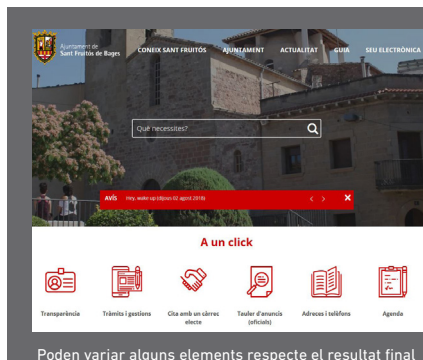 Ajuntament de
Sant Fruitós de Bages
CONEIX SANT FRUITÓS AJUNTAMENT ACTUALITAT GUIA SEU ELECTRÒNICA
Què necessites?
AVÍS Hey, wake up (dijous 02 agost 2018)
A un click
Transparència
Tràmits i gestions
Cita amb un càrrec
electe
Tauler d'anuncis
(oficials)
Adreces i telèfons
Agenda
Poden variar alguns elements respecte el resultat final